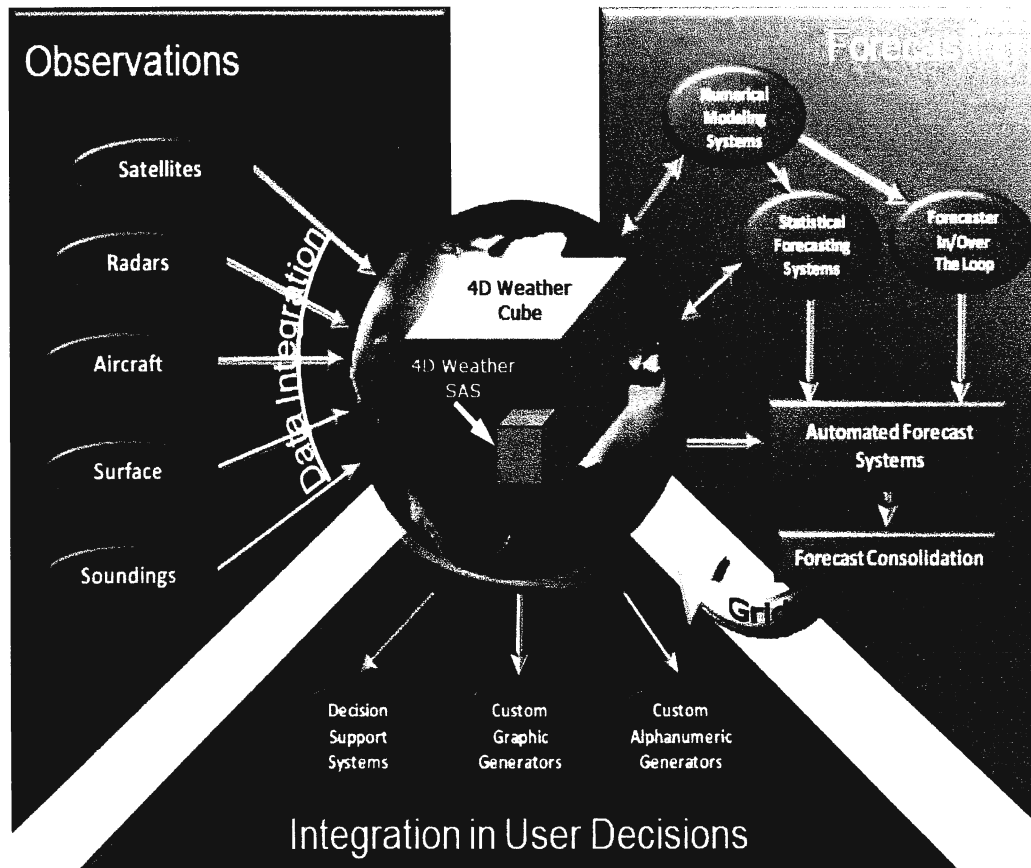 Observations
Satellites
Radars
Aircraft
Surface
Soundings
Data Integration
4D Weather
Cube
4D Weather
SAS
Forecasting
Numerical
Modeling
Systems
Statistical
Forecasting
Systems
Forecaster
In/Over
The Loop
Automated Forecast
Systems
Forecast Consolidation
Grid
Decision
Support
Systems
Custom
Graphic
Generators
Custom
Alphanumeric
Generators
Integration in User Decisions